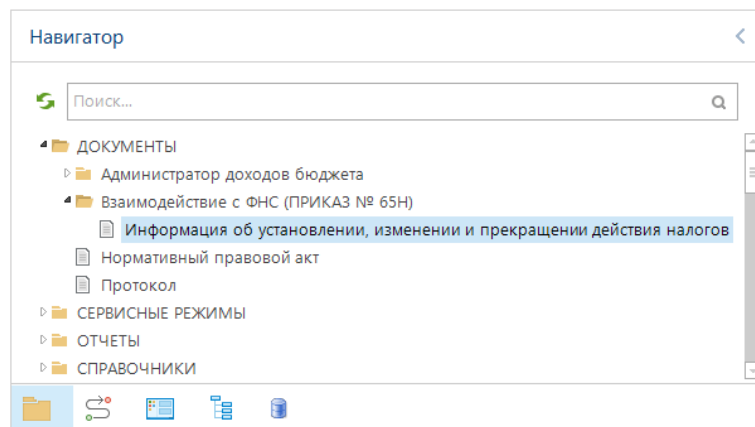 Навигатор
Поиск...
ДОКУМЕНТЫ
Администратор доходов бюджета
Взаимодействие с ФНС (ПРИКАЗ № 65Н)
Информация об установлении, изменении и прекращении действия налогов
Нормативный правовой акт
Протокол
СЕРВИСНЫЕ РЕЖИМЫ
ОТЧЕТЫ
СПРАВОЧНИКИ